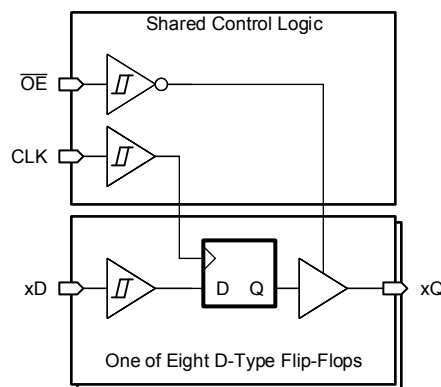 Shared Control Logic
OE
CLK
xD
D Q
xQ
One of Eight D-Type Flip-Flops